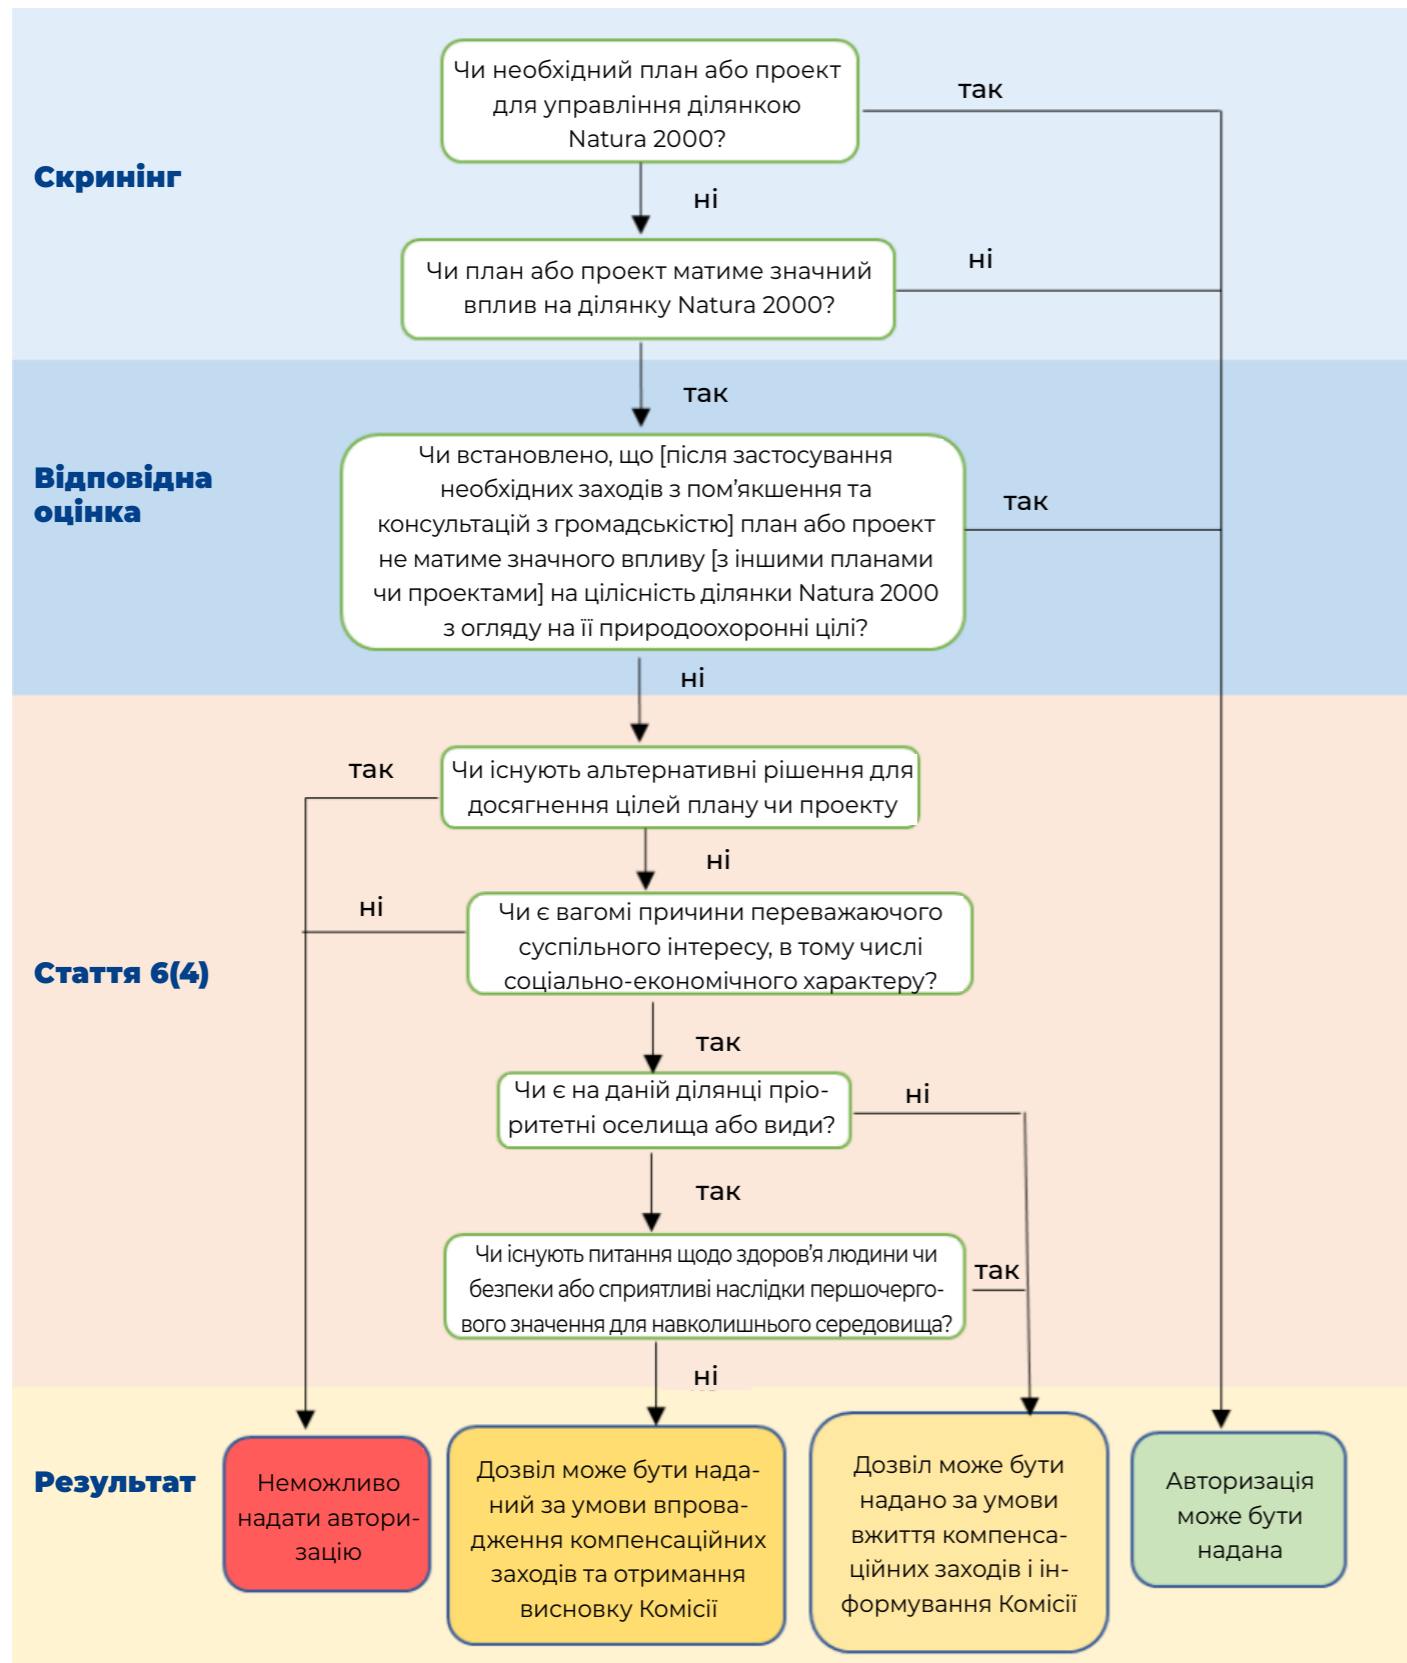 Чи необхідний план або проект
для управління ділянкою
Natura 2000?
так
Скринінг
ні
Чи план або проект матиме значний
вплив на ділянку Natura 2000?
ні
так
Відповідна
оцінка
Чи встановлено, що [після застосування
необхідних заходів з пом’якшення та
консультацій з громадськістю] план або проект
не матиме значного впливу [з іншими планами
чи проектами] на цілісність ділянки Natura 2000
з огляду на її природоохоронні цілі?
так
ні
так
Чи існують альтернативні рішення для
досягнення цілей плану чи проекту
ні
ні
Чи є вагомі причини переважаючого
суспільного інтересу, в тому числі
соціально-економічного характеру?
Стаття 6(4)
так
Чи є на даній ділянці пріо-
ритетні оселища або види?
ні
так
Чи існують питання щодо здоров’я людини чи
безпеки або сприятливі наслідки першочерго-
вого значення для навколишнього середовища?
так
ні
Результат
Неможливо
надати автори-
зацію
Дозвіл може бути нада-
ний за умови впрова-
дження компенсаційних
заходів та отримання
висновку Комісії
Дозвіл може бути
надано за умови
вжиття компенса-
ційних заходів і ін-
формування Комісії
Авторизація
може бути
надана